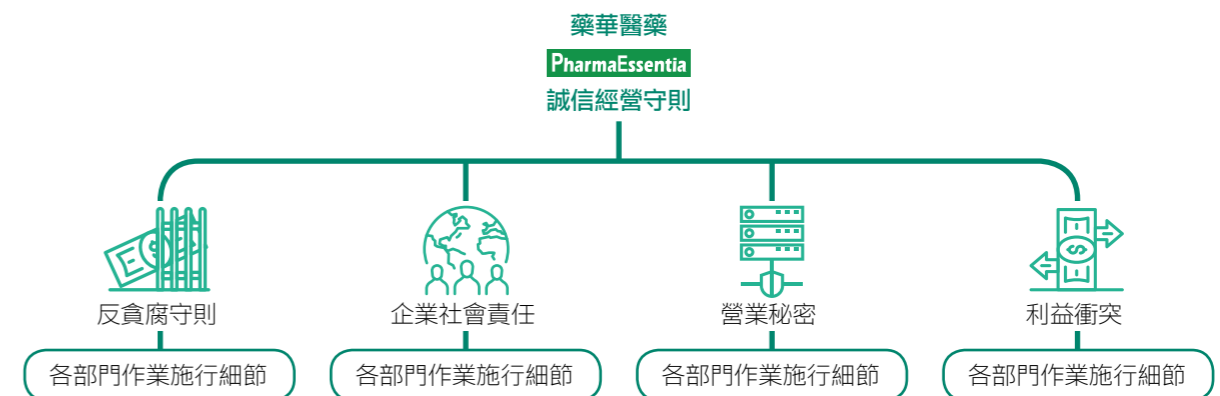 藥華醫藥
PharmaEssentia
誠信經營守則
反貪腐守則
企業社會責任
營業秘密
利益衝突
各部門作業施行細節
各部門作業施行細節
各部門作業施行細節
各部門作業施行細節